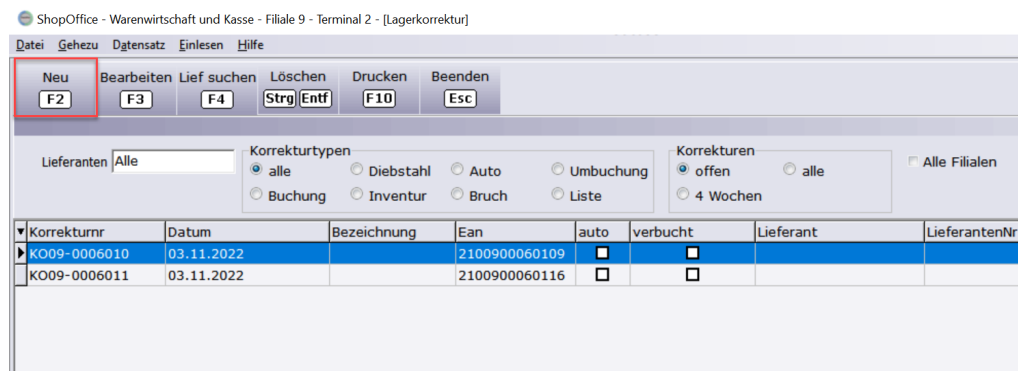 ShopOffice - Warenwirtschaft und Kasse - Filiale 9 - Terminal 2 - [Lagerkorrektur]
Datei Gehezu Datensatz Einlesen Hilfe
Neu Bearbeiten Lief suchen Löschen Drucken Beenden
F2 F3 F4 Strg Entf F10 Esc
Korrekturtypen Korrekturen
Lieferanten Alle alle Diebstahl Auto Umbuchung offen alle Alle Filialen
Buchung Inventur Bruch Liste 4 Wochen
Korrekturnr Datum Bezeichnung Ean auto verbucht Lieferant LieferantenNr
KO09-0006010 03.11.2022 2100900060109
KO09-0006011 03.11.2022 2100900060116